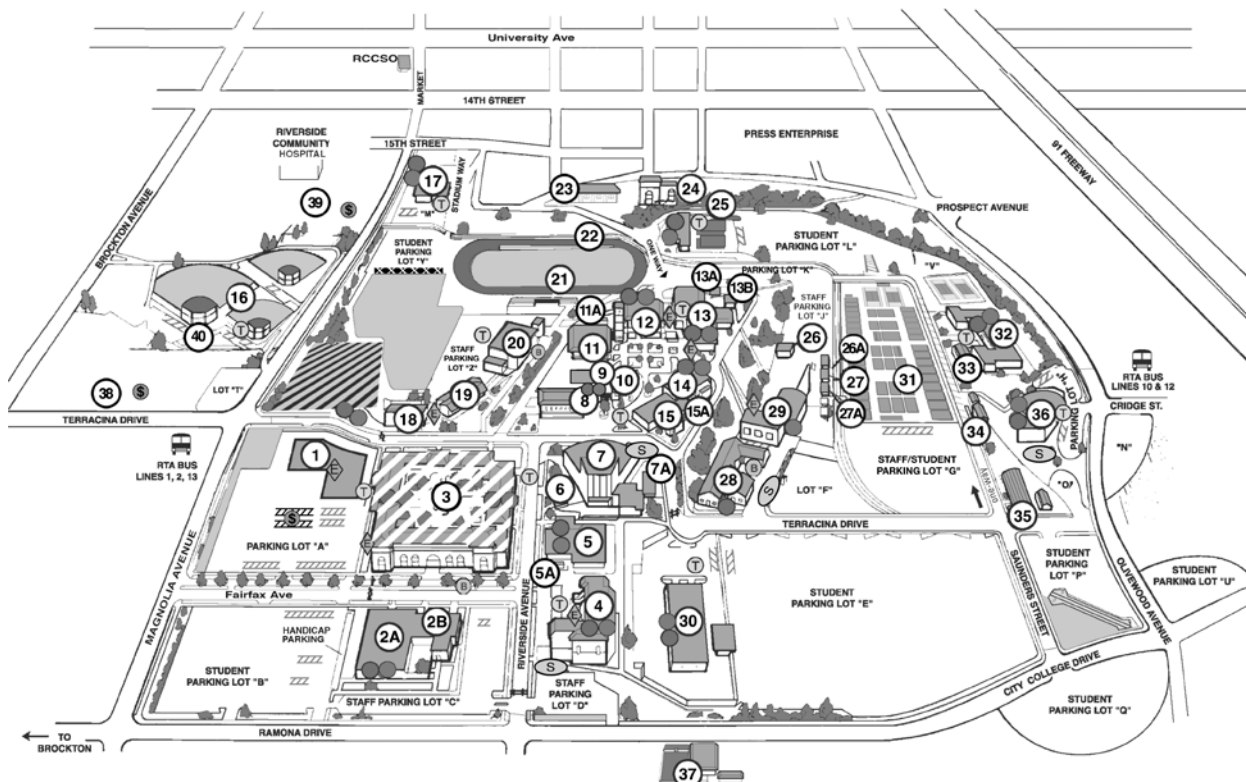 University Ave
RCCSO
MARKET
14TH STREET
RIVERSIDE
COMMUNITY
HOSPITAL
15TH STREET
PRESS ENTERPRISE
91 FREEWAY
BROCKTON AVENUE
39
$
17
T
"M"
STADIUM WAY
23
24
25
T
PROSPECT AVENUE
STUDENT
PARKING
LOT "Y"
22
ONE WAY
STUDENT
PARKING LOT "L"
"V"
21
13A
PARKING LOT "K"
13B
16
40
T
11A
12
E
T
13
STAFF
PARKING
LOT "J"
26
32
T
20
T
B
STAFF
PARKING
LOT "Z"
11
E
26A
33
31
9
10
27
RTA BUS
LINES 10 & 12
38
$
LOT "T"
19
8
14
27A
CRIDGE ST.
TERRACINA DRIVE
18
E
T
15
15A
E
29
34
36
T
PARKING
LOT "H"
RTA BUS
LINES 1, 2, 13
1
E
7
S
7A
B
28
S
STAFF/STUDENT
PARKING LOT "G"
S
"N"
T
3
T
6
LOT "F"
35
"O"
$
PARKING LOT "A"
E
5
TERRACINA DRIVE
MAGNOLIA AVENUE
B
5A
T
STUDENT
PARKING
LOT "P"
OLIVEWOOD AVENUE
STUDENT
PARKING LOT "U"
Fairfax Ave
T
E
4
STUDENT
PARKING LOT "E"
SAUNDERS STREET
HANDICAP
PARKING
2A
2B
RIVERSIDE AVENUE
30
STUDENT
PARKING LOT "B"
S
STAFF PARKING LOT "C"
STAFF
PARKING
LOT "D"
CITY COLLEGE DRIVE
STUDENT
PARKING LOT "Q"
TO
BROCKTON
RAMONA DRIVE
37